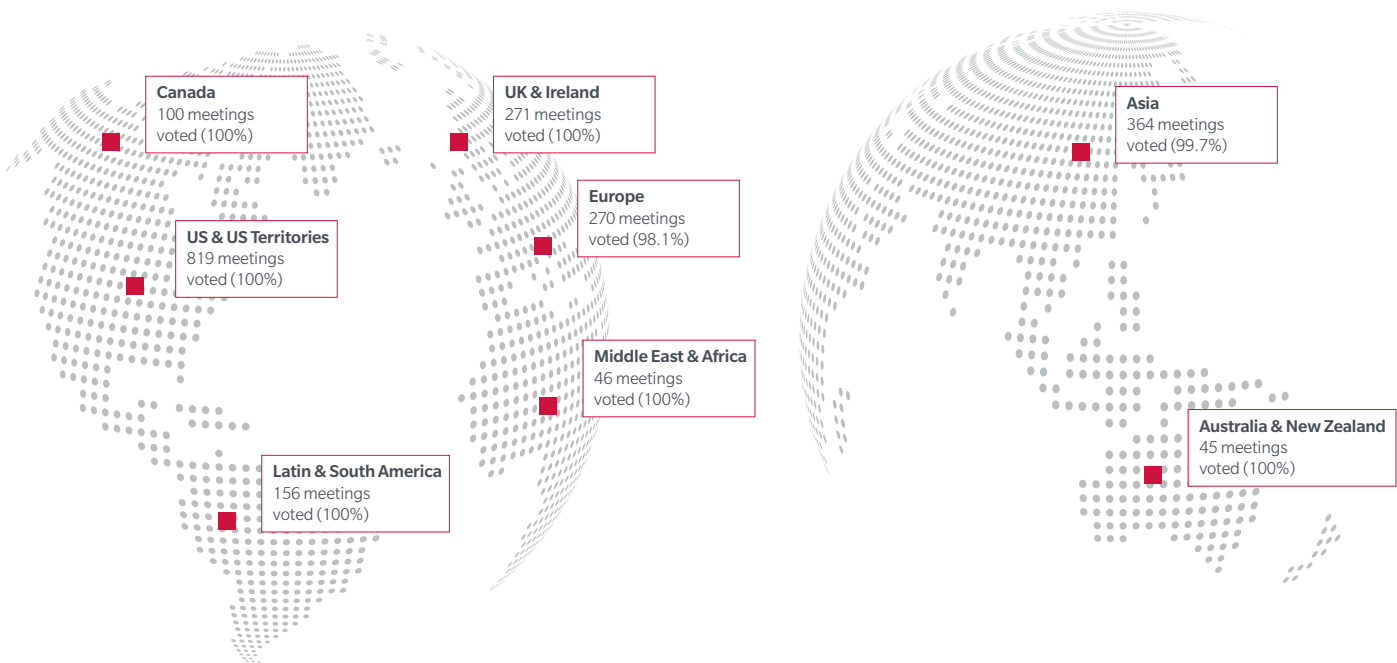 Canada
100 meetings
voted (100%)
UK & Ireland
271 meetings
voted (100%)
Asia
364 meetings
voted (99.7%)
Europe
270 meetings
voted (98.1%)
US & US Territories
819 meetings
voted (100%)
Middle East & Africa
46 meetings
voted (100%)
Australia & New Zealand
45 meetings
voted (100%)
Latin & South America
156 meetings
voted (100%)